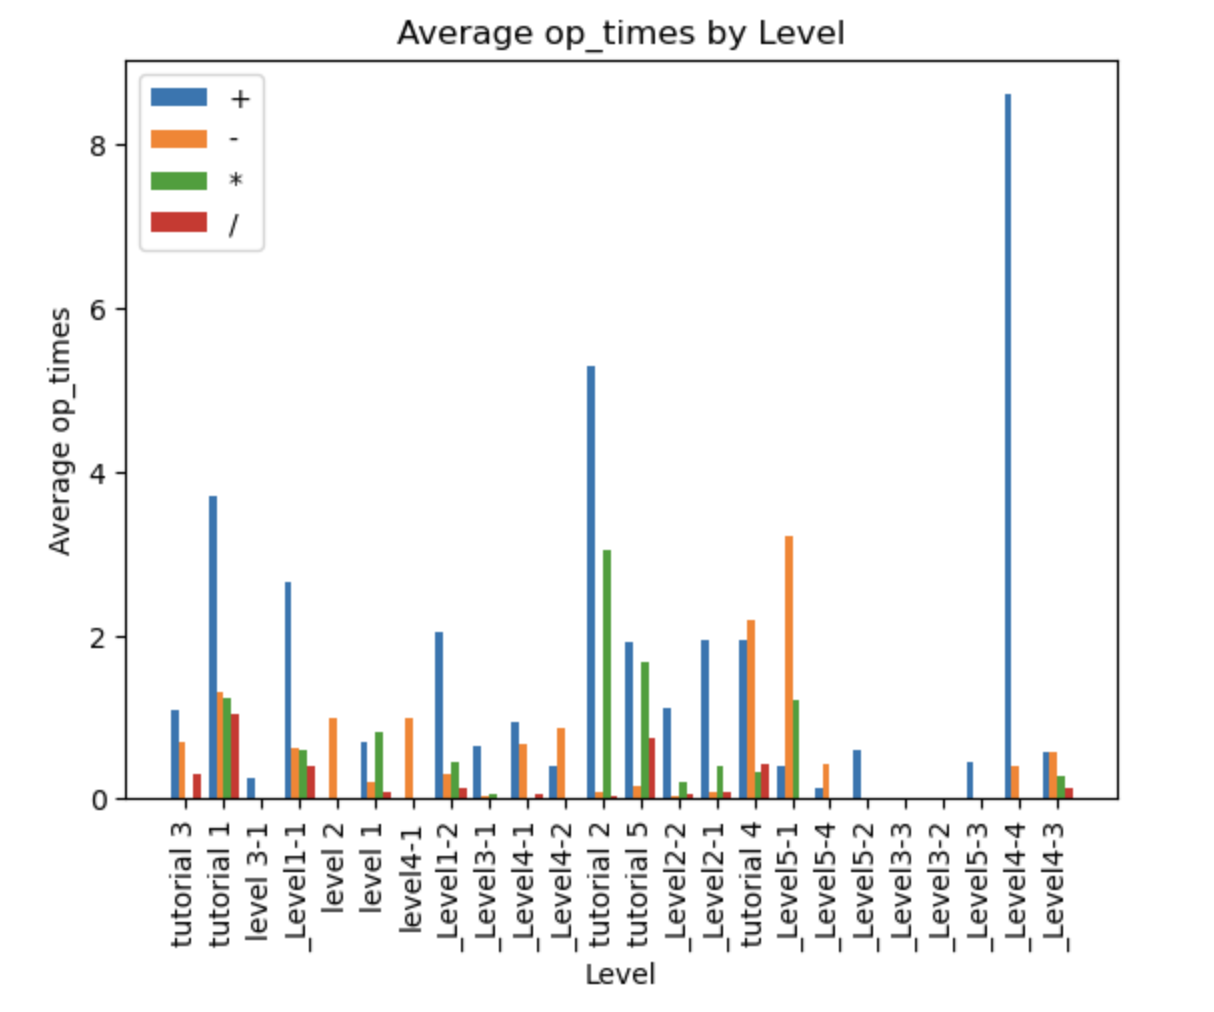 Average op_times by Level
+
-
*
/
8
6
4
2
0
Average op_times
tutorial 3
tutorial 1
level 3-1
_Level1-1
level 2
level 1
level4-1
_Level1-2
_Level3-1
_Level4-1
_Level4-2
tutorial 2
tutorial 5
_Level2-2
_Level2-1
tutorial 4
_Level5-1
_Level5-4
_Level5-2
_Level3-3
_Level3-2
_Level5-3
_Level4-4
_Level4-3
Level